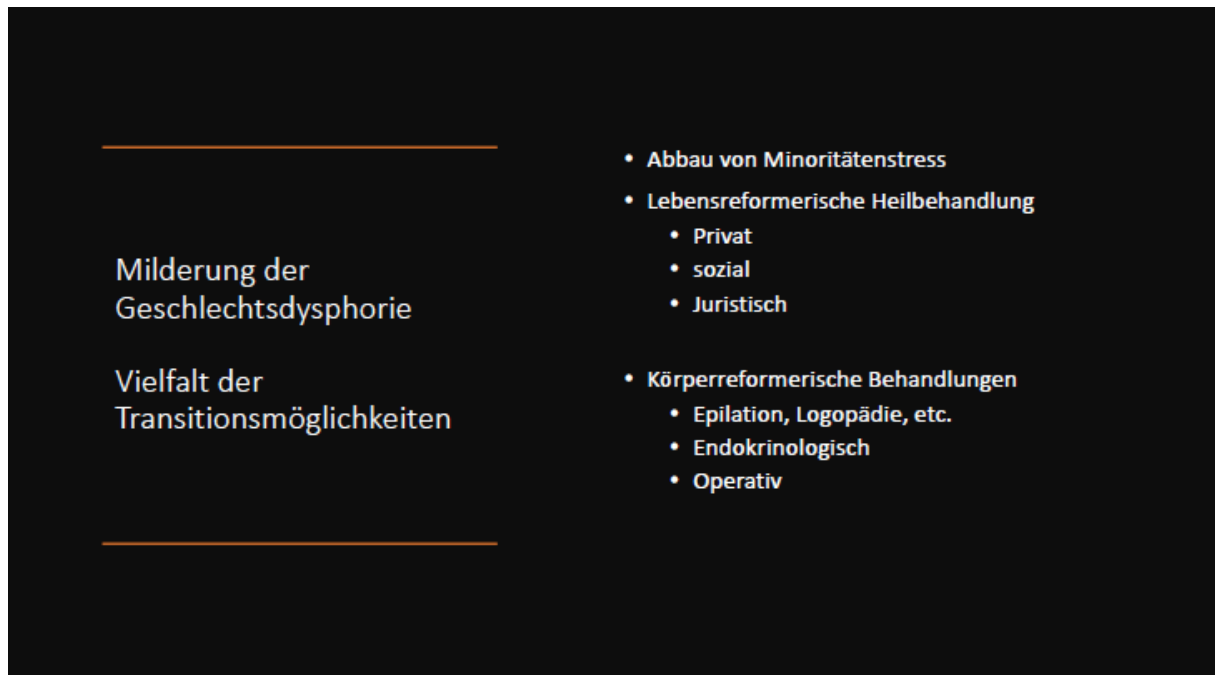 Milderung der
Geschlechtsdysphorie
Vielfalt der
Transitionsmöglichkeiten
• Abbau von Minoritätenstress
• Lebensreformerische Heilbehandlung
• Privat
• sozial
• Juristisch
• Körperreformerische Behandlungen
• Epilation, Logopädie, etc.
• Endokrinologisch
• Operativ